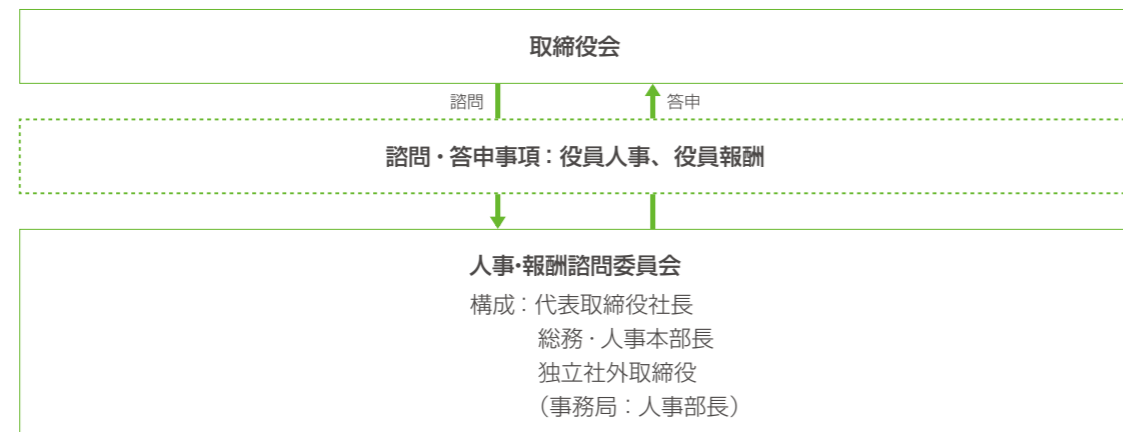 取締役会
諮問
答申
諮問・答申事項：役員人事、役員報酬
人事・報酬諮問委員会
構成：代表取締役社長
総務・人事本部長
独立社外取締役
（事務局：人事部長）